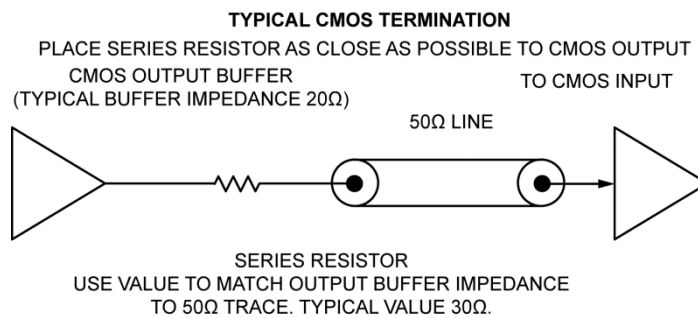 TYPICAL CMOS TERMINATION
PLACE SERIES RESISTOR AS CLOSE AS POSSIBLE TO CMOS OUTPUT
CMOS OUTPUT BUFFER
(TYPICAL BUFFER IMPEDANCE 20Ω)
TO CMOS INPUT
50Ω LINE
SERIES RESISTOR
USE VALUE TO MATCH OUTPUT BUFFER IMPEDANCE
TO 50Ω TRACE. TYPICAL VALUE 30Ω.